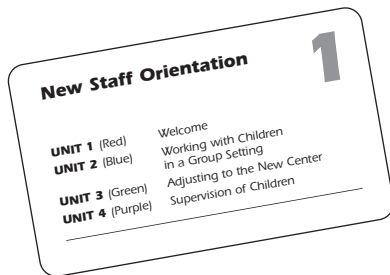 New Staff Orientation 1
UNIT 1 (Red) Welcome
UNIT 2 (Blue) Working with Children
in a Group Setting
UNIT 3 (Green) Adjusting to the New Center
UNIT 4 (Purple) Supervision of Children